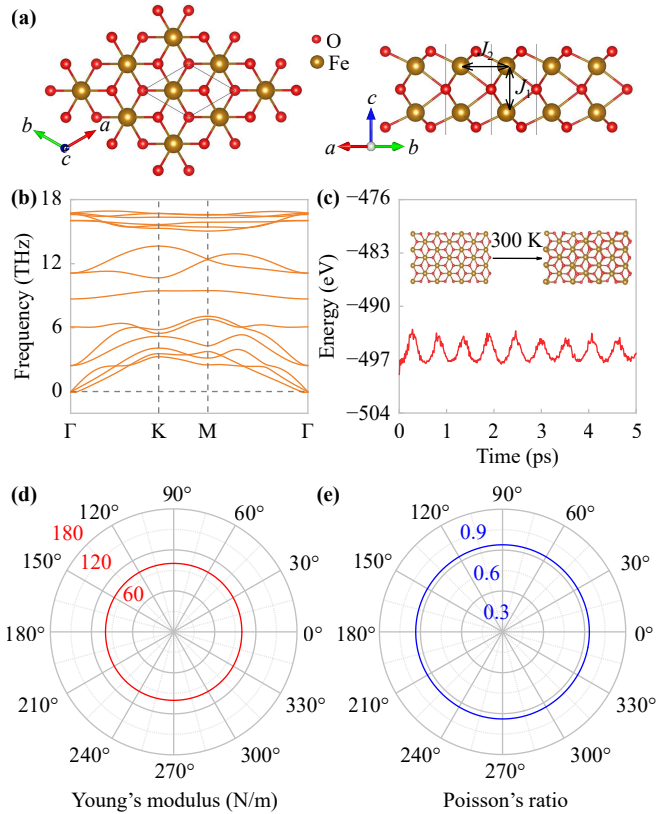 (a)
O
Fe
J2
J1
b
a
c
c
a
b
(b)
18
12
6
0
Frequency (THz)
Γ
K
M
Γ
(c)
−476
−483
−490
−497
−504
Energy (eV)
300 K
0
1
2
3
4
5
Time (ps)
(d)
90°
120°
60°
180
150°
120
30°
60
180°
0°
210°
330°
240°
300°
270°
Young's modulus (N/m)
(e)
90°
120°
60°
0.9
150°
0.6
30°
0.3
180°
0°
210°
330°
240°
300°
270°
Poisson's ratio